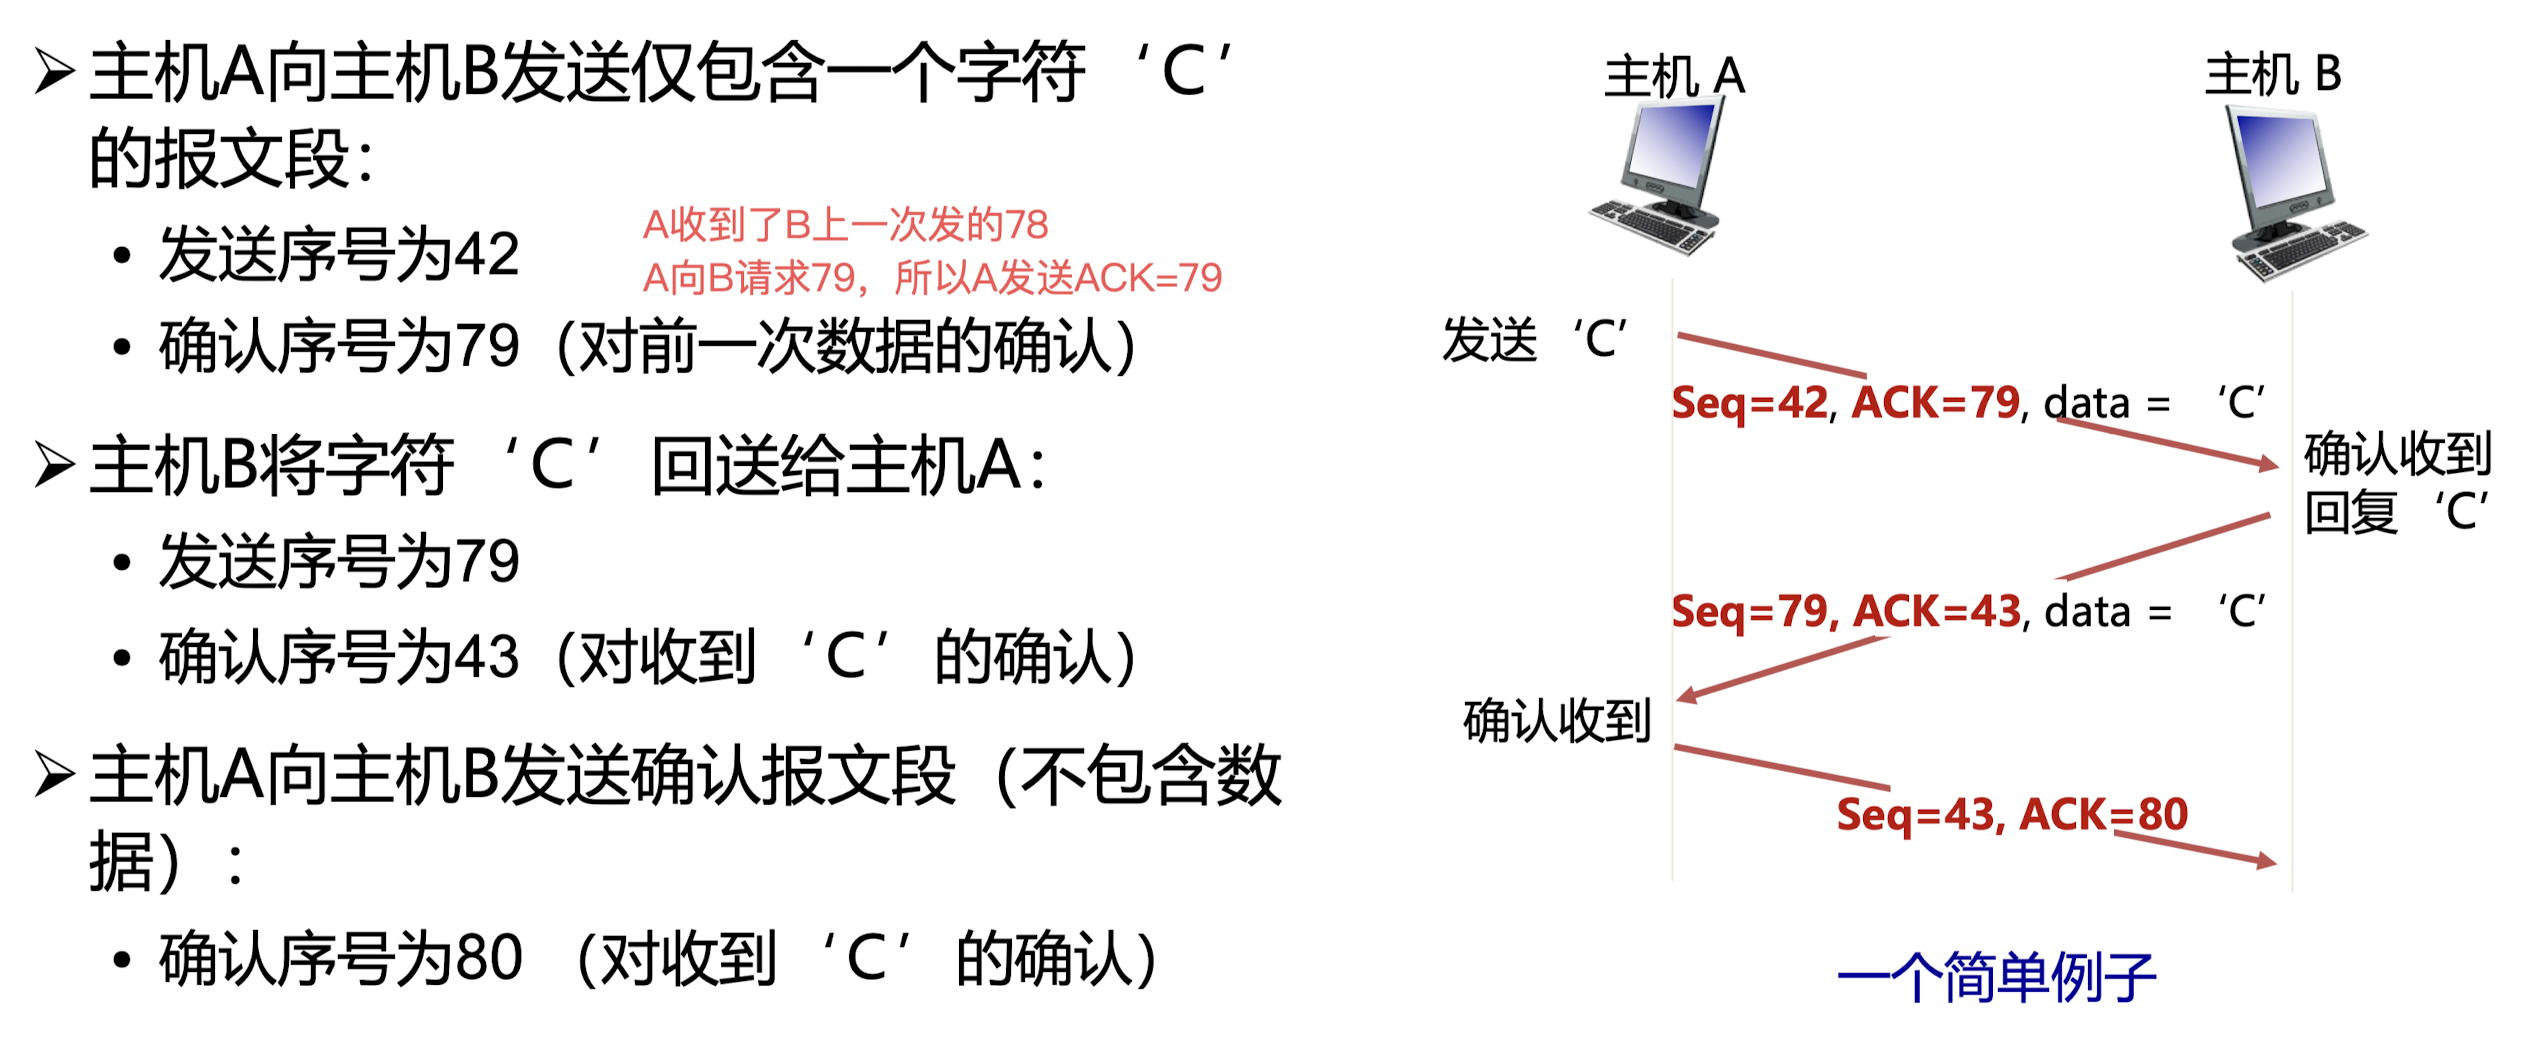 ➢主机A向主机B发送仅包含一个字符‘C’
的报文段：
• 发送序号为42
A收到了B上一次发的78
A向B请求79，所以A发送ACK=79
• 确认序号为79（对前一次数据的确认）
➢主机B将字符‘C’回送给主机A：
• 发送序号为79
• 确认序号为43（对收到‘C’的确认）
➢主机A向主机B发送确认报文段（不包含数
据）：
• 确认序号为80（对收到‘C’的确认）
主机 A
主机 B
发送‘C’
Seq=42, ACK=79, data = ‘C’
确认收到
回复‘C’
Seq=79, ACK=43, data = ‘C’
确认收到
Seq=43, ACK=80
一个简单例子